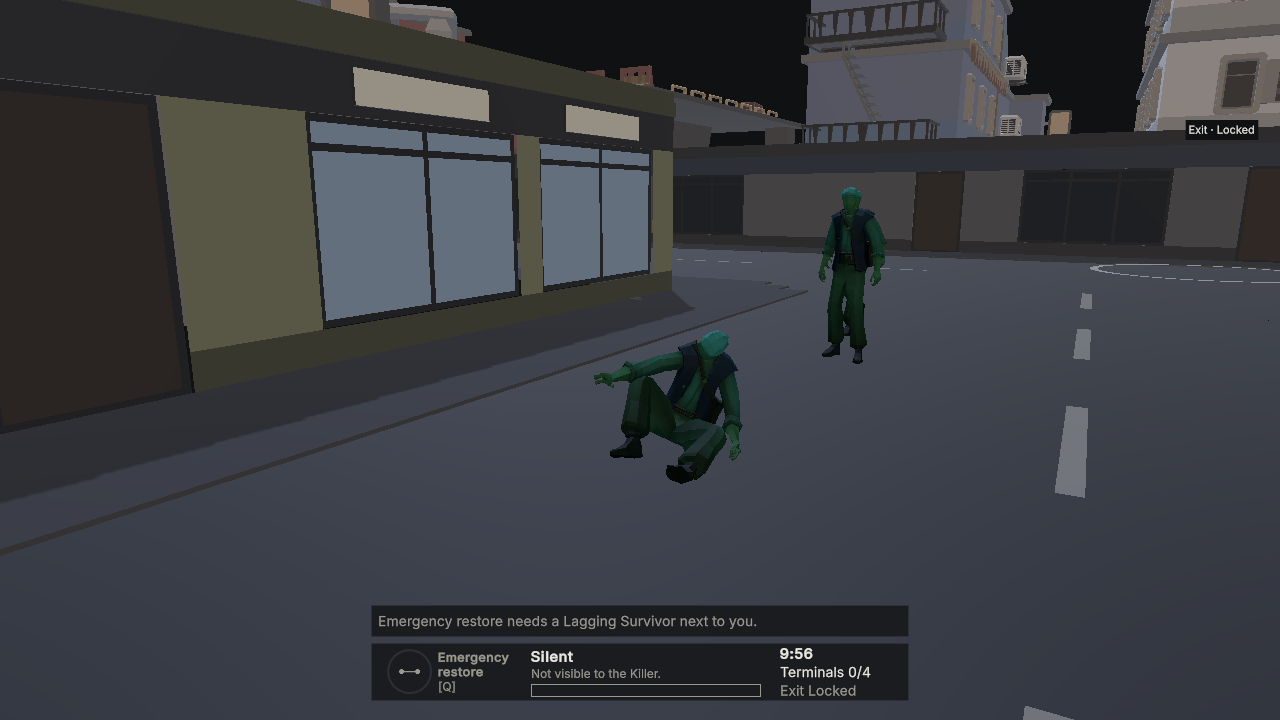 Exit · Locked
Emergency restore needs a Lagging Survivor next to you.
Emergency
restore
[Q]
Silent
Not visible to the Killer.
9:56
Terminals 0/4
Exit Locked